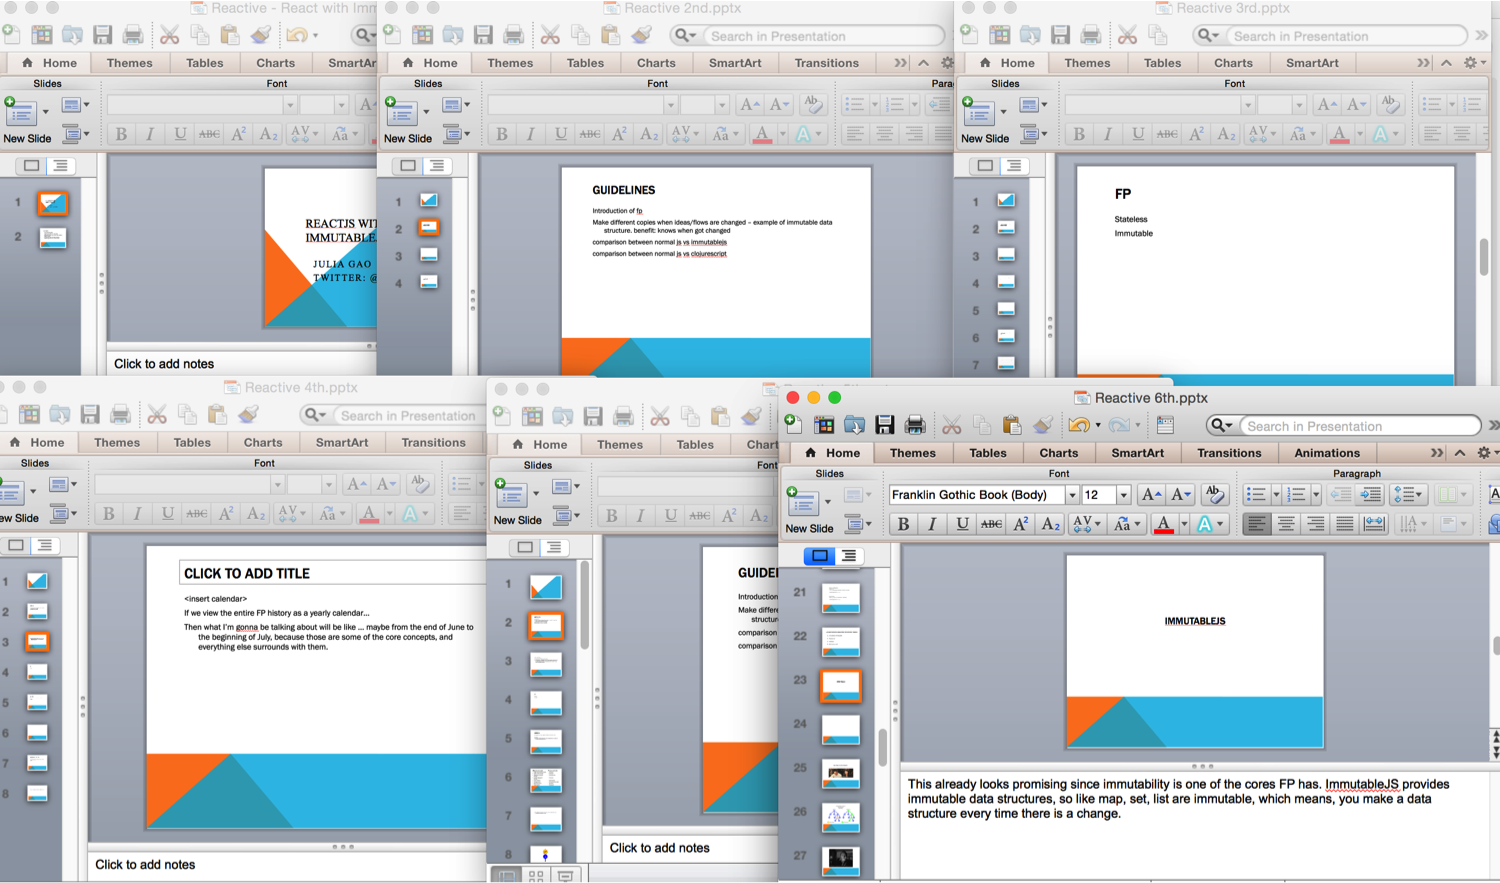 Reactive - React with Imm
Search in Presentation
Home Themes Tables Charts SmartAr
Slides Font
New Slide
1
2
REACTJS WIT
IMMUTABLE
JULIA GAO
TWITTER: @
Click to add notes
Reactive 2nd.pptx
Search in Presentation
Home Themes Tables Charts SmartArt Transitions
Slides Font Para
New Slide
1
2
3
4
GUIDELINES
Introduction of fp
Make different copies when ideas/flows are changed – example of immutable data
structure. benefit: knows when got changed
comparison between normal js vs immutablejs
comparison between normal js vs clojurescript
Reactive 3rd.pptx
Search in Presentation
Home Themes Tables Charts SmartArt
Slides Font
New Slide
1
2
3
4
5
6
7
FP
Stateless
Immutable
Reactive 4th.pptx
Search in Presentation
Home Themes Tables Charts SmartArt Transitions
Slides Font
New Slide
1
2
3
4
5
6
7
8
CLICK TO ADD TITLE
<insert calendar>
If we view the entire FP history as a yearly calendar...
Then what I'm gonna be talking about will be like ... maybe from the end of June to
the beginning of July, because those are some of the core concepts, and
everything else surrounds with them.
Click to add notes
Home Themes Tables Chart
Slides Font
New Slide
1
2
3
4
5
6
7
8
GUIDEI
Introduction
Make differe
structure
comparison
comparison
Click to add notes
Reactive 6th.pptx
Search in Presentation
Home Themes Tables Charts SmartArt Transitions Animations
Slides Font Paragraph
New Slide
Franklin Gothic Book (Body) 12
21
22
23
24
25
26
27
IMMUTABLEJS
This already looks promising since immutability is one of the cores FP has. ImmutableJS provides
immutable data structures, so like map, set, list are immutable, which means, you make a data
structure every time there is a change.